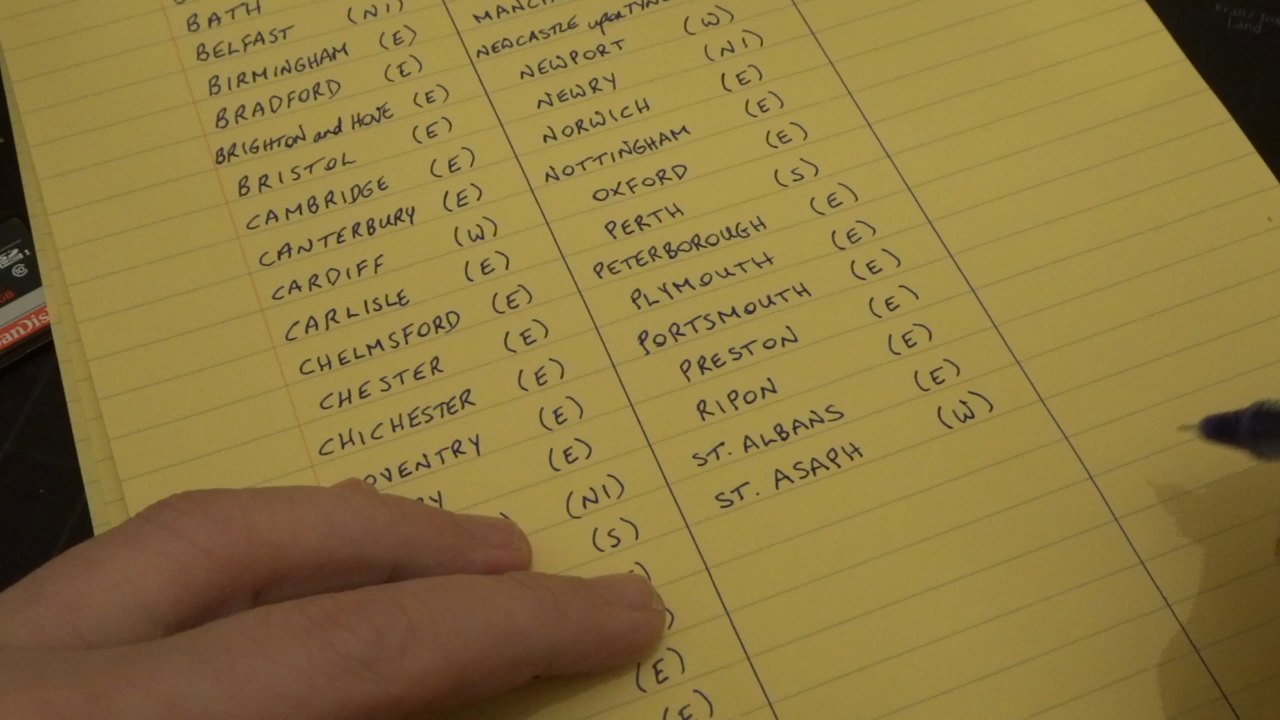 BATH
BELFAST (NI)
BIRMINGHAM (E)
BRADFORD (E)
BRIGHTON and HOVE (E)
BRISTOL (E)
CAMBRIDGE (E)
CANTERBURY (E)
CARDIFF (W)
CARLISLE (E)
CHELMSFORD (E)
CHESTER (E)
CHICHESTER (E)
OVENTRY (E)
(E)
(NI)
(S)
(E)
(E)
NEWCASTLE upon TYNE
NEWPORT (W)
NEWRY (NI)
NORWICH (E)
NOTTINGHAM (E)
OXFORD (E)
PERTH (S)
PETERBOROUGH (E)
PLYMOUTH (E)
PORTSMOUTH (E)
PRESTON (E)
RIPON (E)
ST. ALBANS (E)
ST. ASAPH (W)